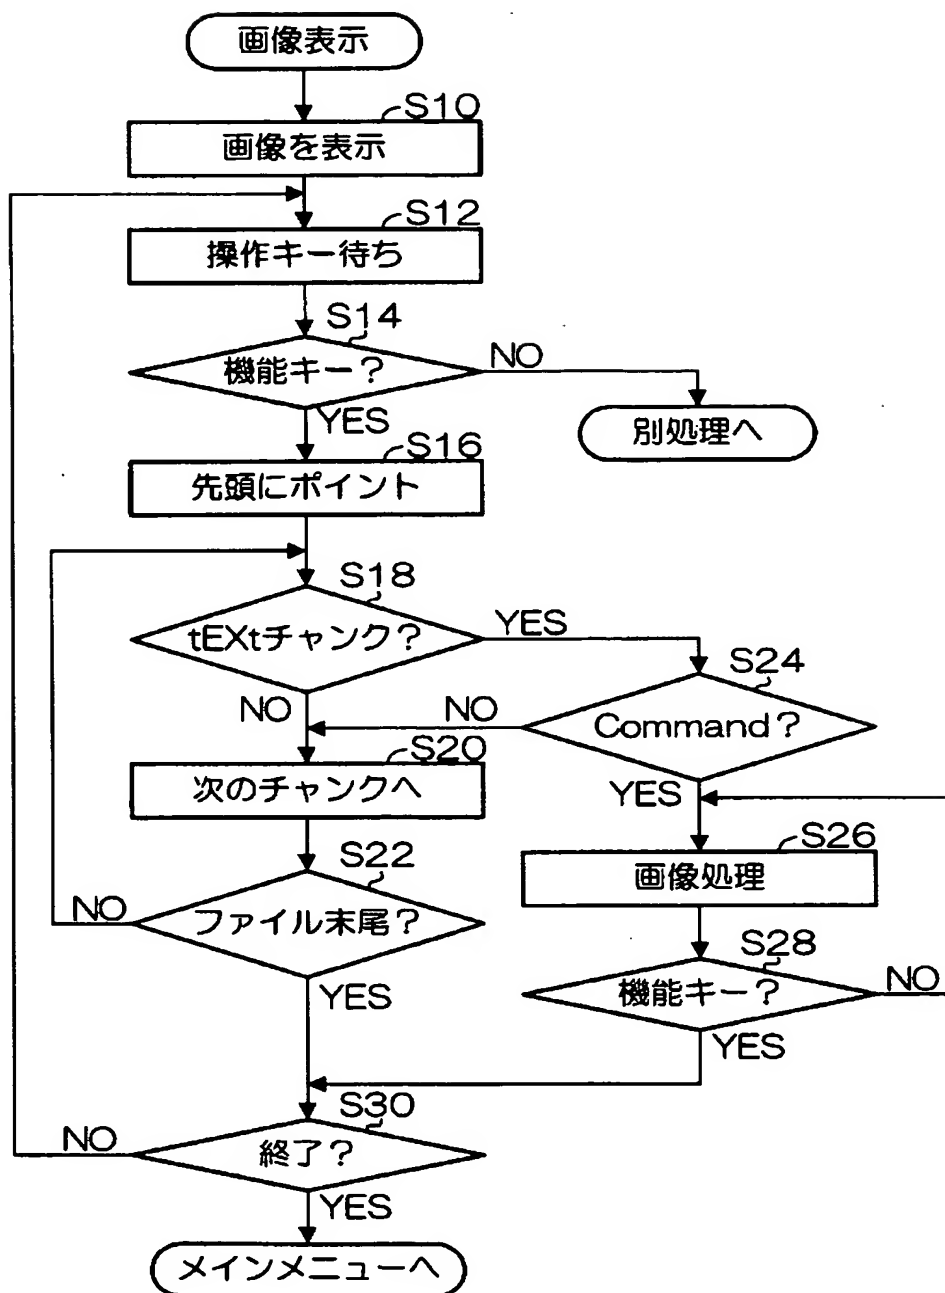 画像表示
S10
画像を表示
S12
操作キー待ち
S14
機能キー?
NO
YES
別処理へ
S16
先頭にポイント
S18
tEXtチャンク?
YES
S24
NO
NO
Command?
S20
次のチャンクへ
YES
S26
画像処理
S22
NO
ファイル末尾?
S28
機能キー?
NO
YES
YES
S30
NO
終了?
YES
メインメニューへ